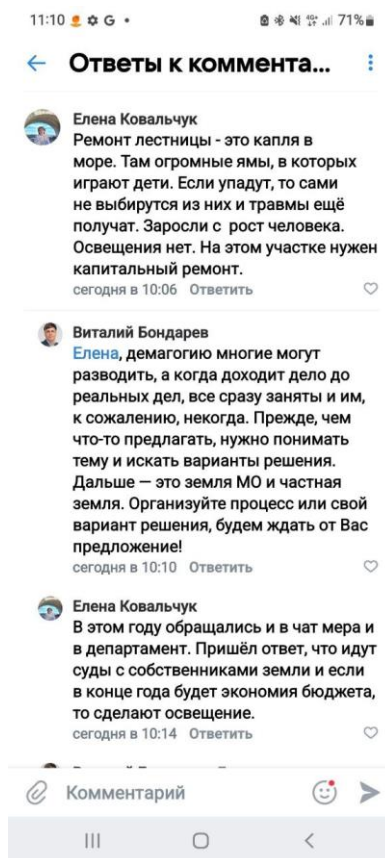 11:10
71%
Ответы к коммента...
Елена Ковальчук
Ремонт лестницы - это капля в
море. Там огромные ямы, в которых
играют дети. Если упадут, то сами
не выбирутся из них и травмы ещё
получат. Заросли с рост человека.
Освещения нет. На этом участке нужен
капитальный ремонт.
сегодня в 10:06 Ответить
Виталий Бондарев
Елена, демагогию многие могут
разводить, а когда доходит дело до
реальных дел, все сразу заняты и им,
к сожалению, некогда. Прежде, чем
что-то предлагать, нужно понимать
тему и искать варианты решения.
Дальше — это земля МО и частная
земля. Организуйте процесс или свой
вариант решения, будем ждать от Вас
предложение!
сегодня в 10:10 Ответить
Елена Ковальчук
В этом году обращались и в чат мера и
в департамент. Пришёл ответ, что идут
суды с собственниками земли и если
в конце года будет экономия бюджета,
то сделают освещение.
сегодня в 10:14 Ответить
Комментарий